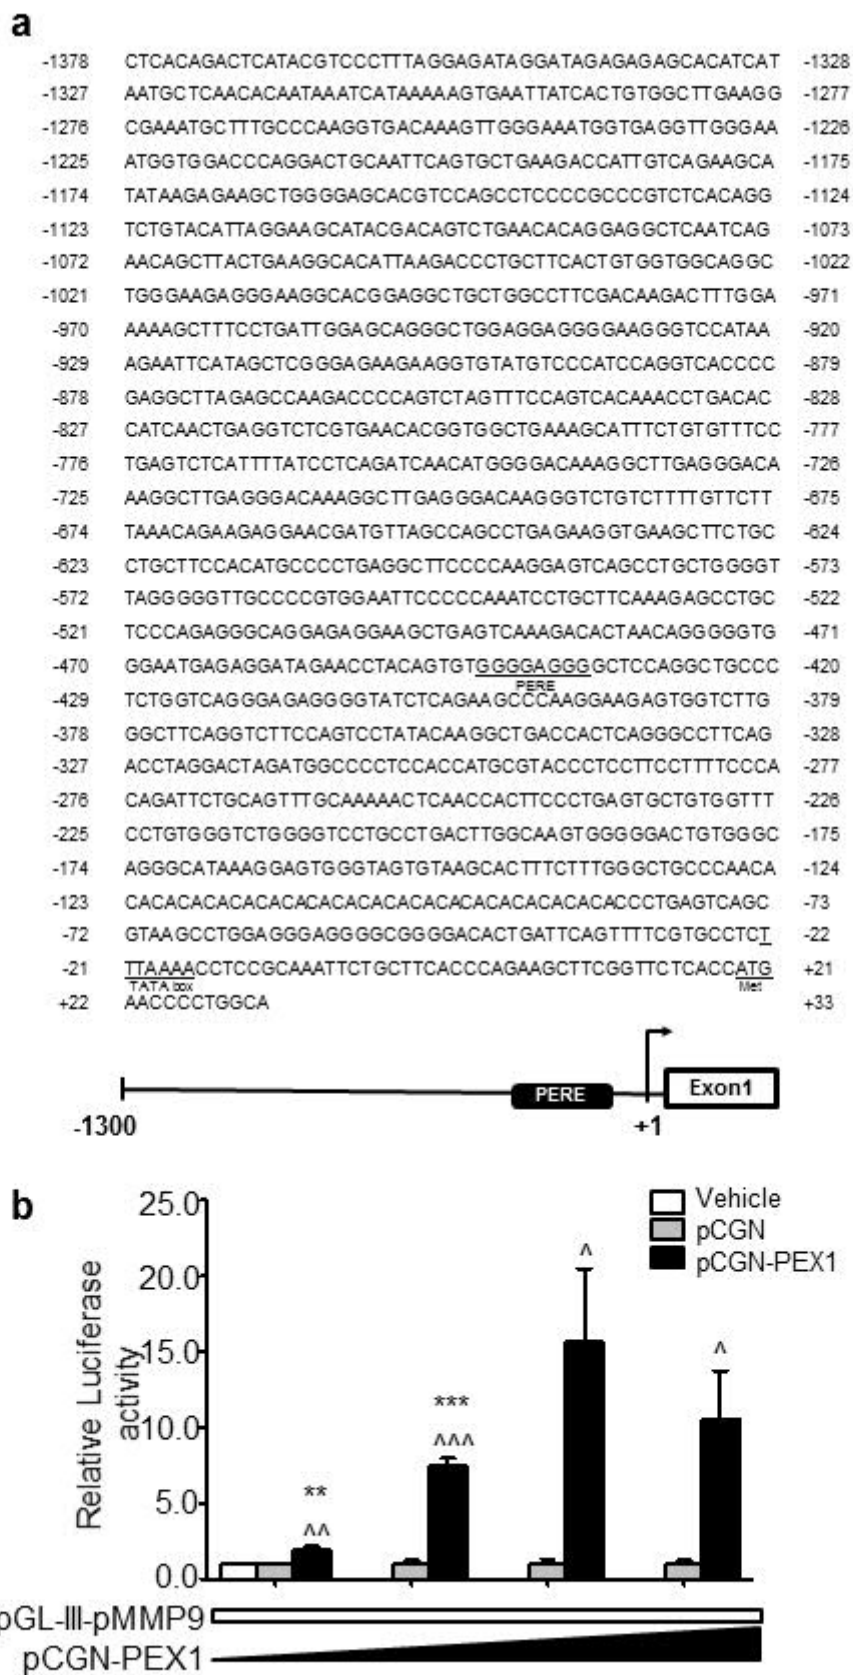 a
-1378 CTCACAGACTCATACGTCCCTTTAGGAGATAGGATAGAGAGAGCACATCAT -1328
-1327 AATGCTCAACACAATAAATCATAAAAAGTGAATTATCACTGTGGCTTGAAGG -1277
-1276 CGAAATGCTTTGCCCAAGGTGACAAAGTTGGGAAATGGTGAGGTTGGGAA -1226
-1225 ATGGTGGACCCAGGACTGCAATTCAGTGCTGAAGACCATTGTCAGAAGCA -1175
-1174 TATAAGAGAAGCTGGGGAGCACGTCCAGCCTCCCCGCCCGTCTCACAGG -1124
-1123 TCTGTACATTAGGAAGCATACGACAGTCTGAACACAGGAGGCTCAATCAG -1073
-1072 AACAGCTTACTGAAGGCACATTAAGACCCTGCTTCACTGTGGTGGCAGGC -1022
-1021 TGGGAAGAGGGAAGGCACGGAGGCTGCTGGCCTTCGACAAGACTTTGGA -971
-970 AAAAGCTTTCCTGATTGGAGCAGGGCTGGAGGAGGGGAAGGGTCCATAA -920
-929 AGAATTCATAGCTCGGGAGAAGAAGGTGTATGTCCCATCCAGGTCACCCC -879
-878 GAGGCTTAGAGCCAAGACCCCAGTCTAGTTTCCAGTCACAAACCTGACAC -828
-827 CATCAACTGAGGTCTCGTGAACACGGTGGCTGAAAGCATTTCTGTGTTTCC -777
-776 TGAGTCTCATTTTATCCTCAGATCAACATGGGGACAAAGGCTTGAGGGACA -726
-725 AAGGCTTGAGGGACAAAGGCTTGAGGGACAAGGGTCTGTCTTTTGTTCTT -675
-674 TAAACAGAAGAGGAACGATGTTAGCCAGCCTGAGAAGGTGAAGCTTCTGC -624
-623 CTGCTTCCACATGCCCCTGAGGCTTCCCCAAGGAGTCAGCCTGCTGGGGT -573
-572 TAGGGGGTTGCCCCGTGGAATTCCCCCAAATCCTGCTTCAAAGAGCCTGC -522
-521 TCCCAGAGGGCAGGAGAGGAAGCTGAGTCAAAGACACTAACAGGGGGTG -471
-470 GGAATGAGAGGATAGAACCTACAGTGTGGGGAGGGGCTCCAGGCTGCCC -420
PERE
-429 TCTGGTCAGGGAGAGGGGTATCTCAGAAGCCCAAGGAAGAGTGGTCTTG -379
-378 GGCTTCAGGTCTTCCAGTCCTATACAAGGCTGACCACTCAGGGCCTTCAG -328
-327 ACCTAGGACTAGATGGCCCCTCCACCATGCGTACCCTCCTTCCTTTTCCCA -277
-276 CAGATTCTGCAGTTTGCAAAAACTCAACCACTTCCCTGAGTGCTGTGGTTT -226
-225 CCTGTGGGTCTGGGGTCCTGCCTGACTTGGCAAGTGGGGGACTGTGGGC -175
-174 AGGGCATAAAGGAGTGGGTAGTGTAAGCACTTTCTTTGGGCTGCCCAACA -124
-123 CACACACACACACACACACACACACACACACACACACACCCTGAGTCAGC -73
-72 GTAAGCCTGGAGGGAGGGGCGGGGACACTGATTCAGTTTTCGTGCCTCT -22
-21 TTAAAACCTCCGCAAATTCTGCTTCACCCAGAAGCTTCGGTTCTCACCATG +21
TATA box Met
+22 AACCCCTGGCA +33
PERE Exon1
-1300 +1
b
Vehicle
pCGN
pCGN-PEX1
Relative Luciferase
activity
25.0
20.0
15.0
10.0
5.0
0.0
^
^
***
^^^
**
^^
pGL-III-pMMP9
pCGN-PEX1